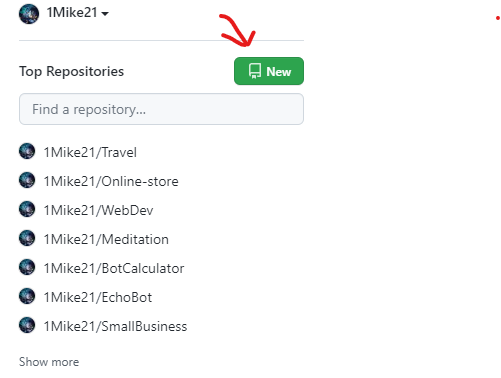 1Mike21
Top Repositories
New
Find a repository...
1Mike21/Travel
1Mike21/Online-store
1Mike21/WebDev
1Mike21/Meditation
1Mike21/BotCalculator
1Mike21/EchoBot
1Mike21/SmallBusiness
Show more